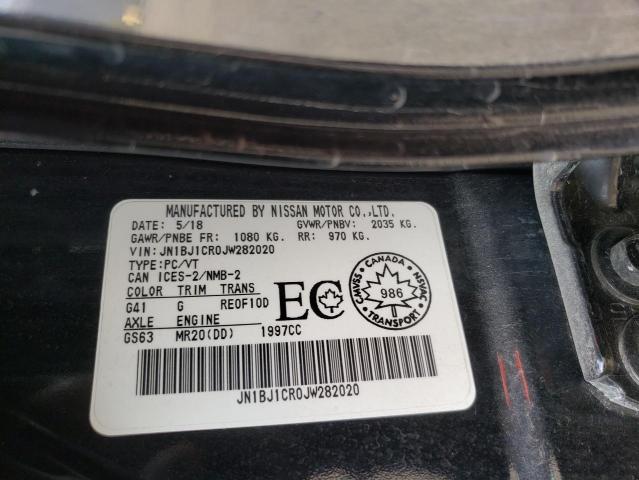 MANUFACTURED BY NISSAN MOTOR CO.,LTD.
DATE: 5/18 GVWR/PNBV: 2035 KG.
GAWR/PNBE FR: 1080 KG. RR: 970 KG.
VIN: JN1BJ1CR0JW282020
TYPE:PC/VT
CAN ICES-2/NMB-2
COLOR TRIM TRANS
G41 G RE0F10D
AXLE ENGINE
GS63 MR20(DD) 1997CC
EC
CANADA
CMVSS NSVAC
986
TRANSPORT
JN1BJ1CR0JW282020